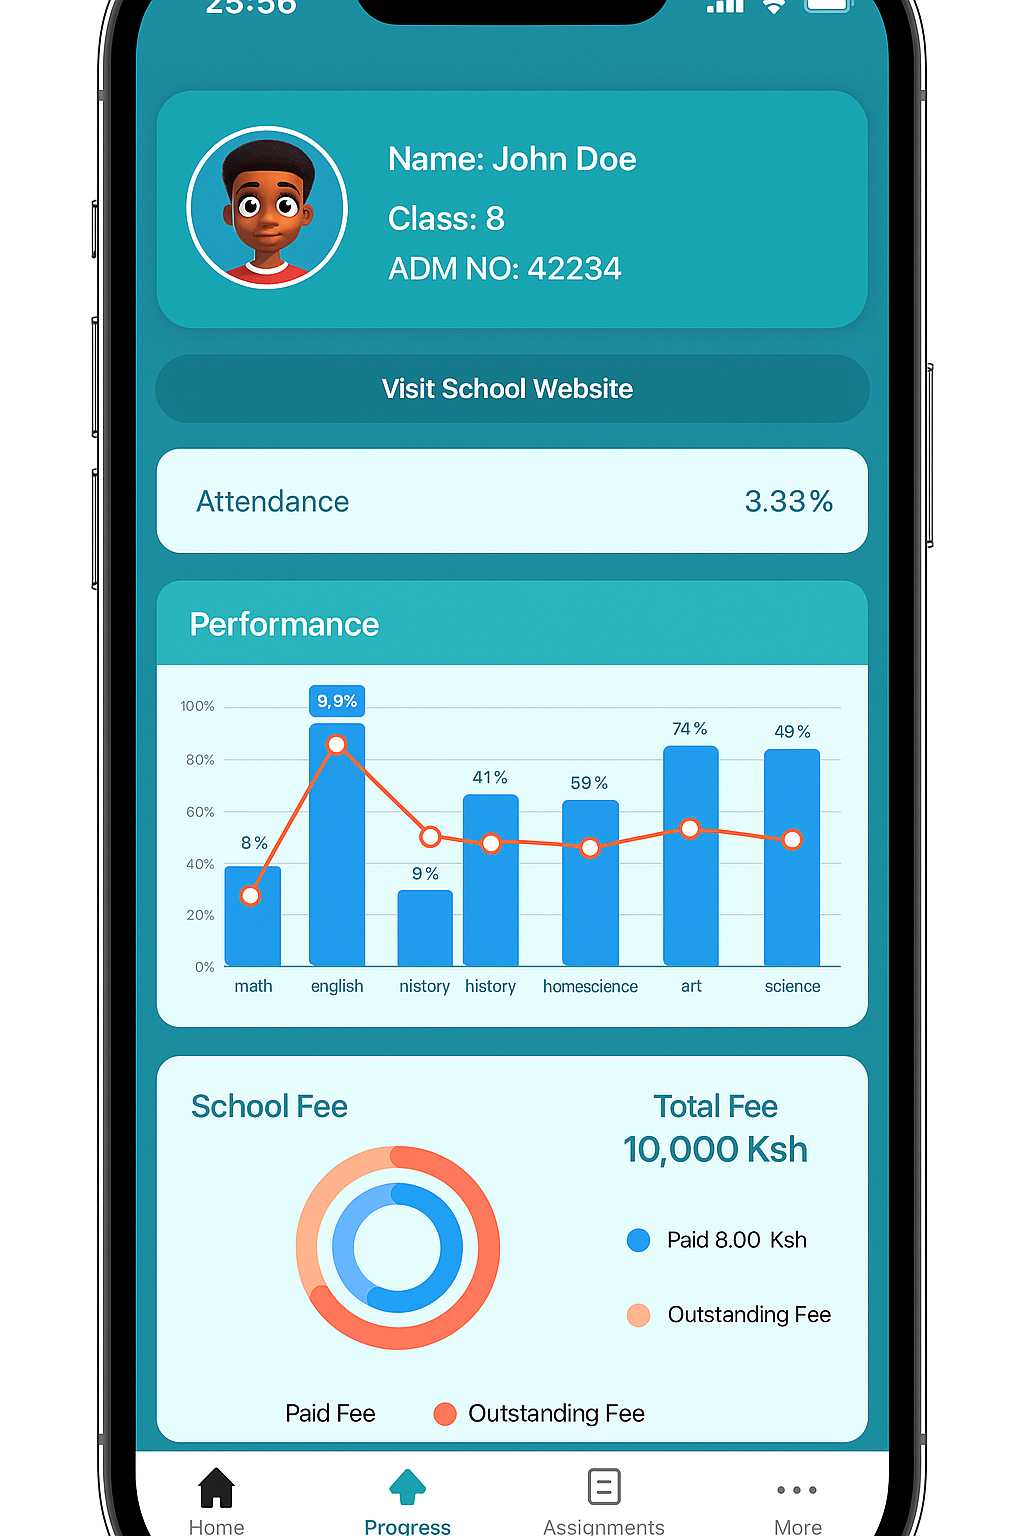 25:56
Name: John Doe
Class: 8
ADM NO: 42234
Visit School Website
Attendance 3.33%
Performance
100%
80%
60%
40%
20%
0%
8% 9,9% 9% 41% 59% 74% 49%
math english nistory history homescience art science
School Fee
Total Fee
10,000 Ksh
Paid 8.00 Ksh
Outstanding Fee
Paid Fee Outstanding Fee
Home Progress Assignments More